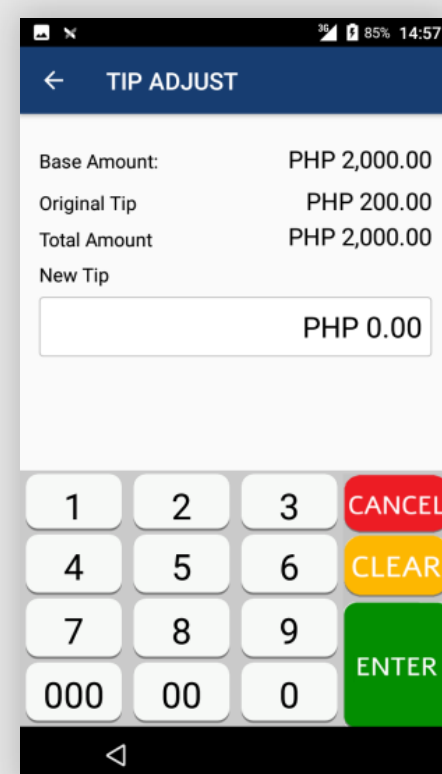 3G 85% 14:57
TIP ADJUST
Base Amount: PHP 2,000.00
Original Tip PHP 200.00
Total Amount PHP 2,000.00
New Tip
PHP 0.00
1 2 3 CANCEL
4 5 6 CLEAR
7 8 9
ENTER
000 00 0